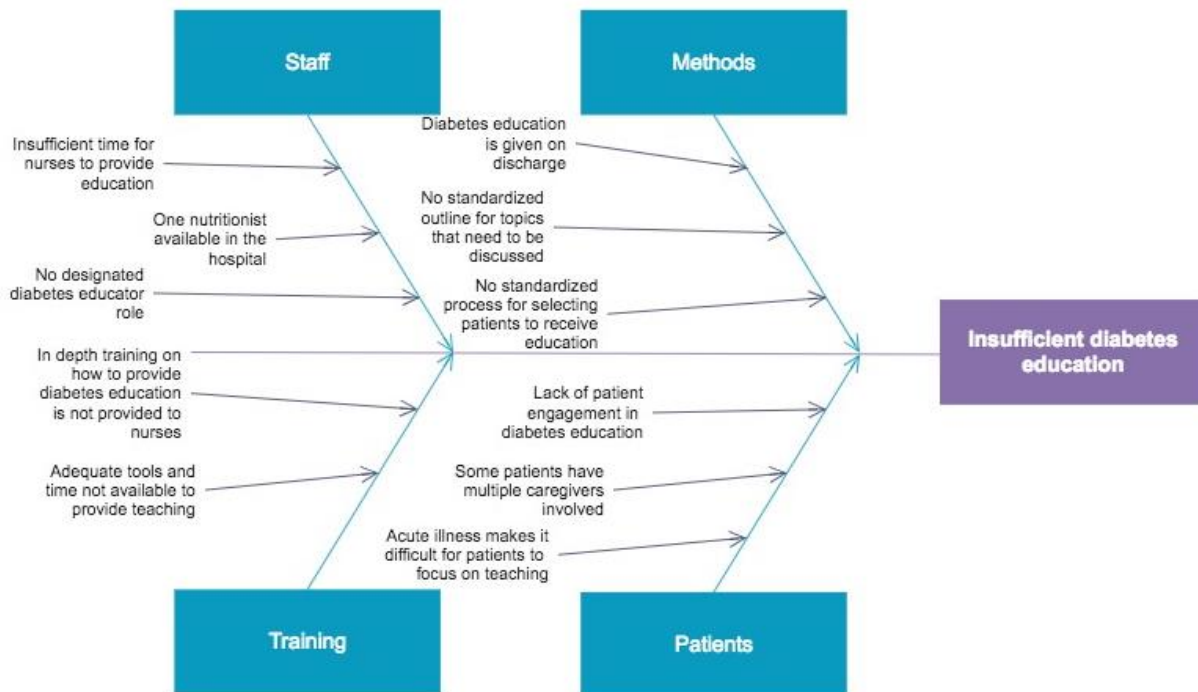 Staff
Methods
Insufficient time for
nurses to provide
education
One nutritionist
available in the
hospital
No designated
diabetes educator
role
Diabetes education
is given on
discharge
No standardized
outline for topics
that need to be
discussed
No standardized
process for selecting
patients to receive
education
Insufficient diabetes
education
In depth training on
how to provide
diabetes education
is not provided to
nurses
Adequate tools and
time not available to
provide teaching
Lack of patient
engagement in
diabetes education
Some patients have
multiple caregivers
involved
Acute illness makes it
difficult for patients to
focus on teaching
Training
Patients